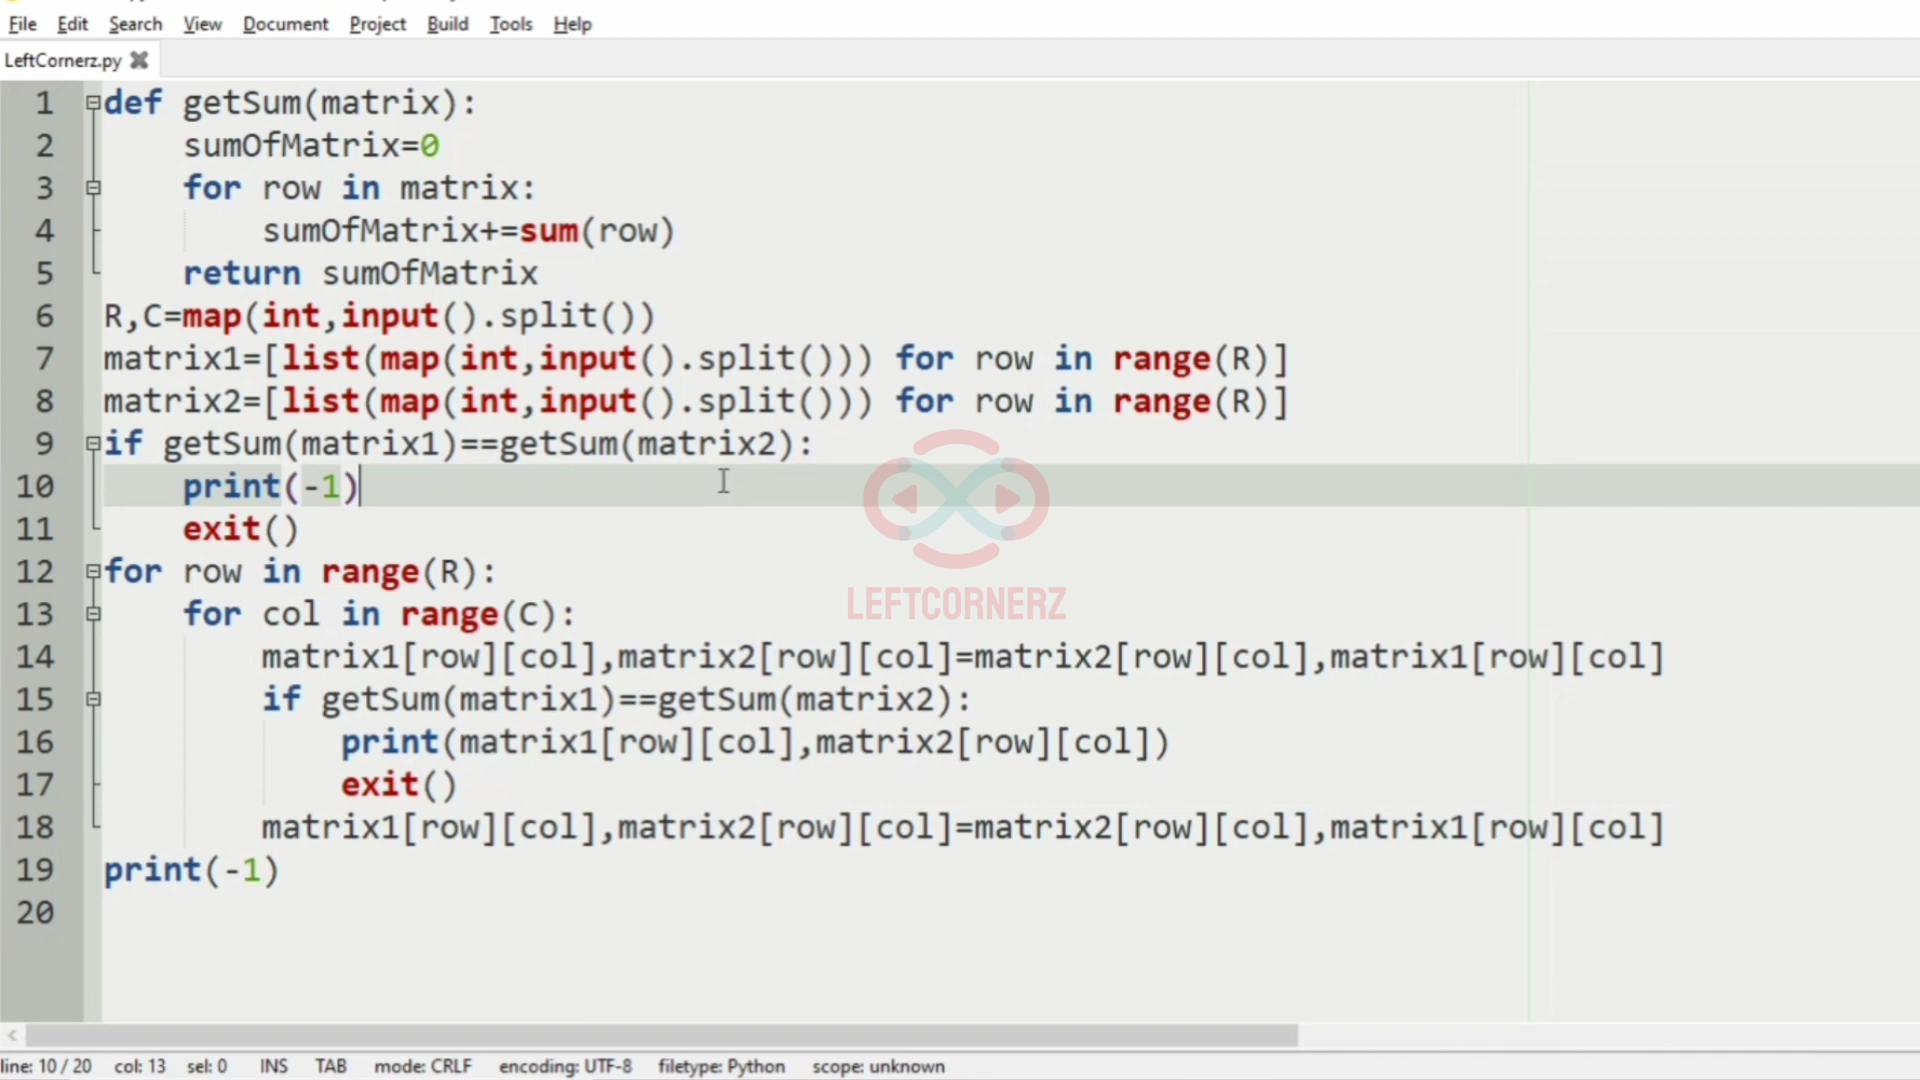 File Edit Search View Document Project Build Tools Help
LeftCornerz.py
1 def getSum(matrix):
2     sumOfMatrix=0
3     for row in matrix:
4         sumOfMatrix+=sum(row)
5     return sumOfMatrix
6 R,C=map(int,input().split())
7 matrix1=[list(map(int,input().split())) for row in range(R)]
8 matrix2=[list(map(int,input().split())) for row in range(R)]
9 if getSum(matrix1)==getSum(matrix2):
10     print(-1)
11     exit()
12 for row in range(R):
13     for col in range(C):
14         matrix1[row][col],matrix2[row][col]=matrix2[row][col],matrix1[row][col]
15         if getSum(matrix1)==getSum(matrix2):
16             print(matrix1[row][col],matrix2[row][col])
17             exit()
18         matrix1[row][col],matrix2[row][col]=matrix2[row][col],matrix1[row][col]
19 print(-1)
20
LEFTCORNERZ
line: 10 / 20 col: 13 sel: 0 INS TAB mode: CRLF encoding: UTF-8 filetype: Python scope: unknown